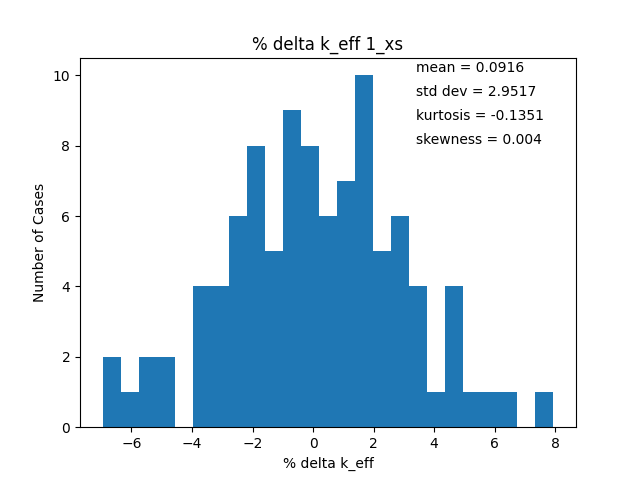 % delta k_eff 1_xs
mean = 0.0916
std dev = 2.9517
kurtosis = -0.1351
skewness = 0.004
10
8
6
4
2
0
Number of Cases
−6 −4 −2 0 2 4 6 8
% delta k_eff